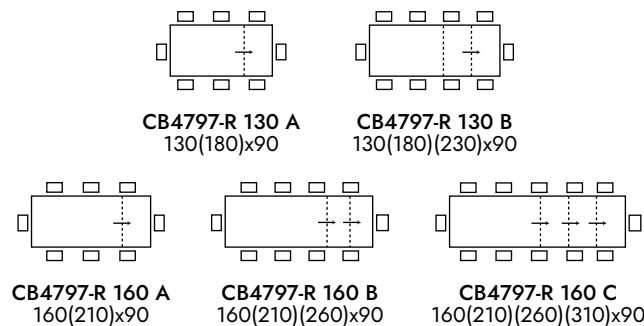 CB4797-R 130 A
130(180)x90
CB4797-R 130 B
130(180)(230)x90
CB4797-R 160 A
160(210)x90
CB4797-R 160 B
160(210)(260)x90
CB4797-R 160 C
160(210)(260)(310)x90